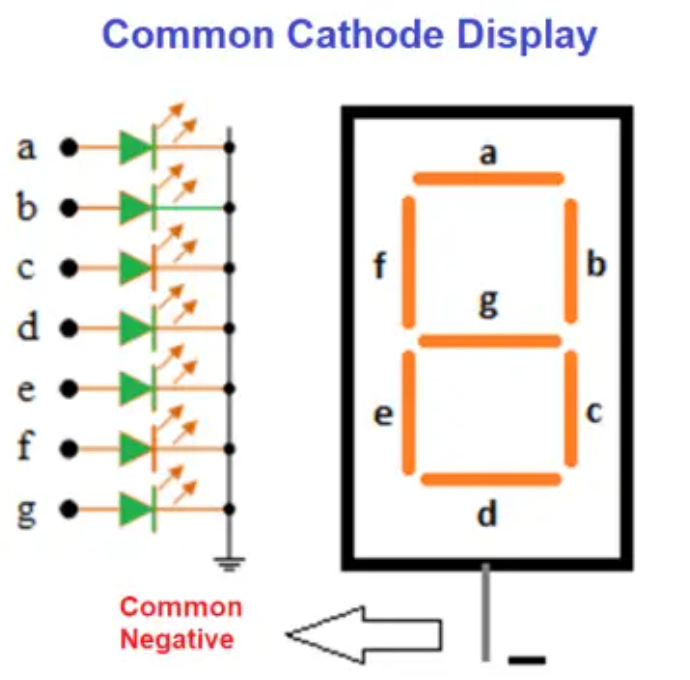 Common Cathode Display
a
b
c
d
e
f
g
a
f
b
g
e
c
d
Common
Negative